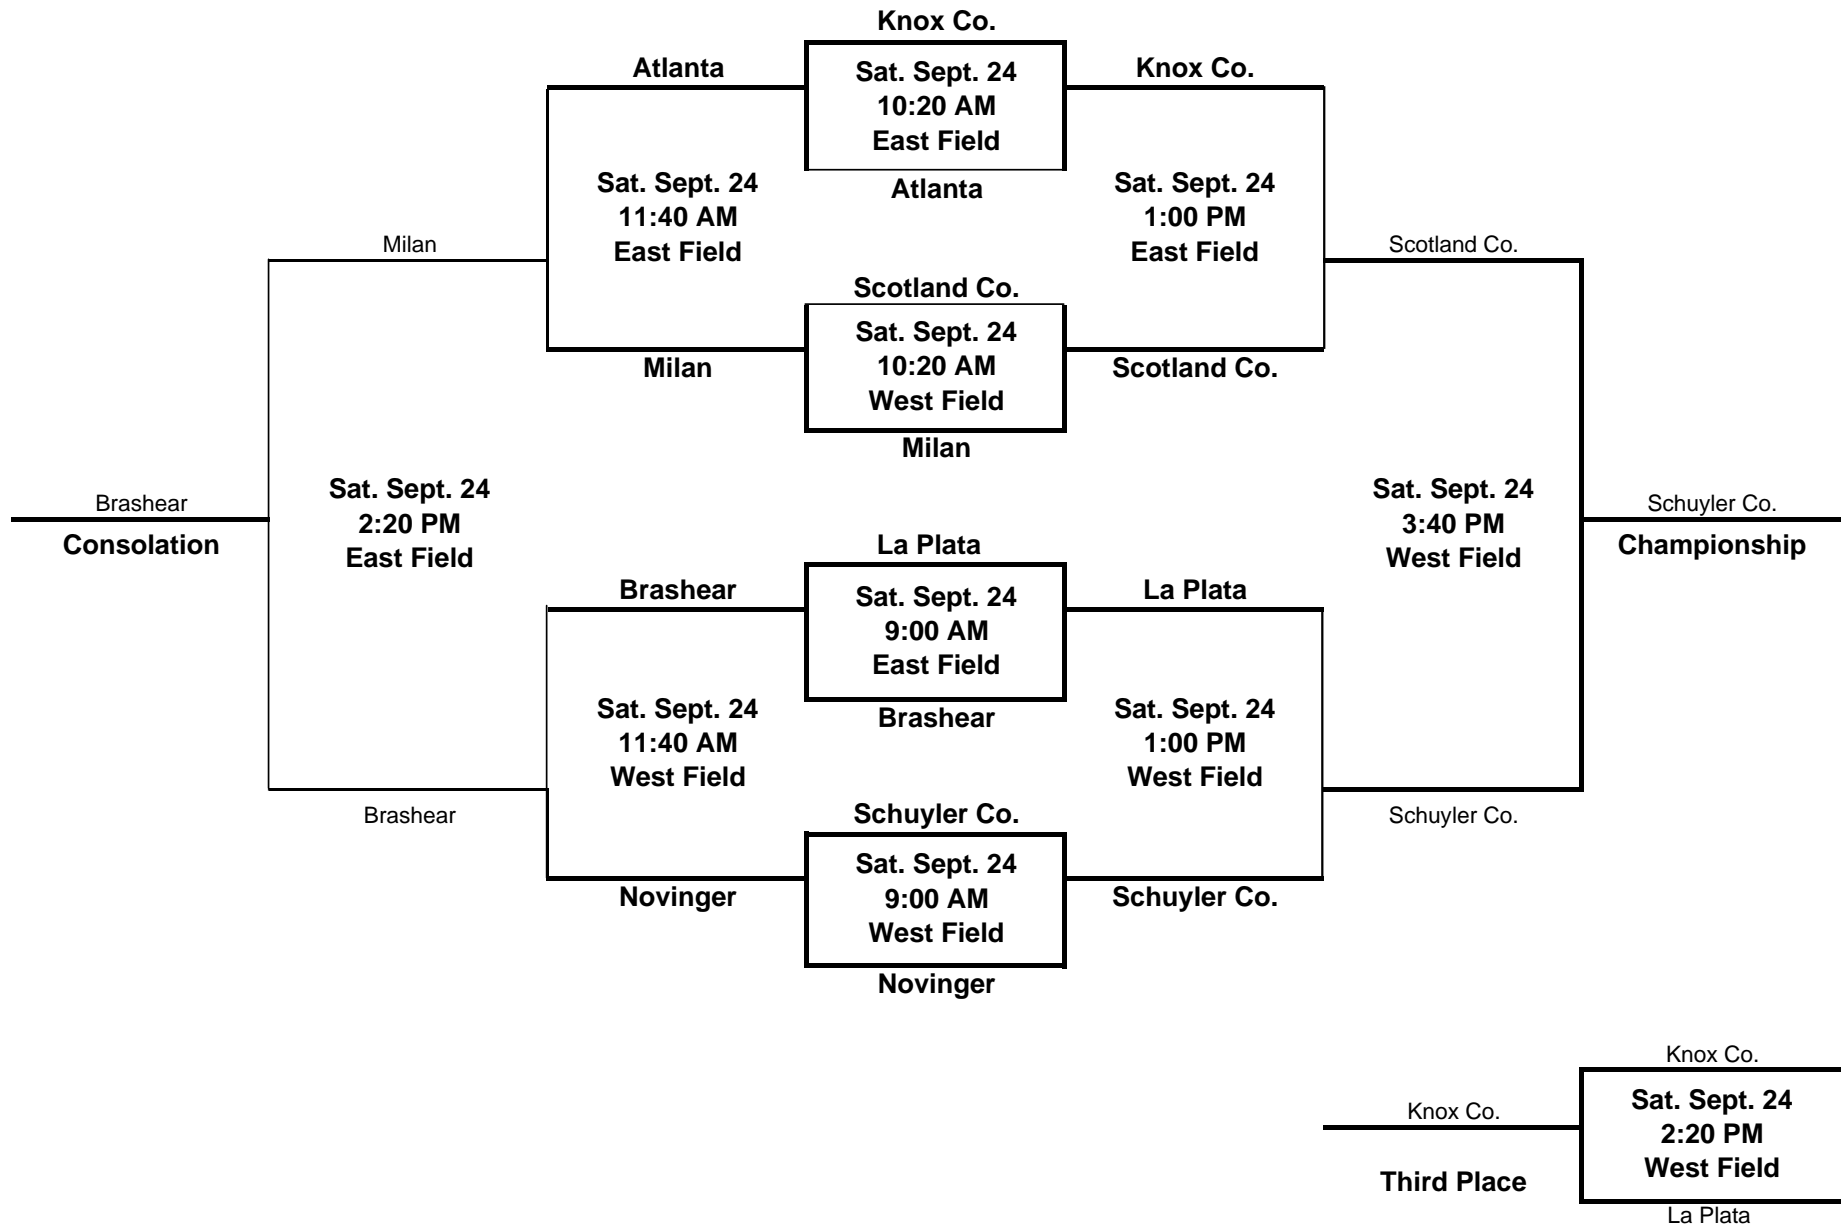 Knox Co.
Atlanta
Sat. Sept. 24
10:20 AM
East Field
Knox Co.
Atlanta
Sat. Sept. 24
11:40 AM
East Field
Sat. Sept. 24
1:00 PM
East Field
Milan
Scotland Co.
Scotland Co.
Sat. Sept. 24
10:20 AM
West Field
Milan
Scotland Co.
Milan
Sat. Sept. 24
2:20 PM
East Field
Sat. Sept. 24
3:40 PM
West Field
Brashear
Consolation
Schuyler Co.
Championship
La Plata
Brashear
Sat. Sept. 24
9:00 AM
East Field
La Plata
Brashear
Sat. Sept. 24
11:40 AM
West Field
Sat. Sept. 24
1:00 PM
West Field
Brashear
Schuyler Co.
Schuyler Co.
Sat. Sept. 24
9:00 AM
West Field
Novinger
Schuyler Co.
Novinger
Knox Co.
Knox Co.
Sat. Sept. 24
2:20 PM
West Field
Third Place
La Plata